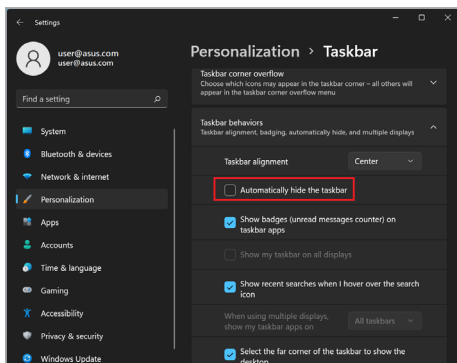 Settings
user@asus.com
user@asus.com
Find a setting
System
Bluetooth & devices
Network & internet
Personalization
Apps
Accounts
Time & language
Gaming
Accessibility
Privacy & security
Windows Update
Personalization > Taskbar
Taskbar corner overflow
Choose which icons may appear in the taskbar corner – all others will
appear in the taskbar corner overflow menu
Taskbar behaviors
Taskbar alignment, badging, automatically hide, and multiple displays
Taskbar alignment
Center
Automatically hide the taskbar
Show badges (unread messages counter) on
taskbar apps
Show my taskbar on all displays
Show recent searches when I hover over the search
icon
When using multiple displays,
show my taskbar apps on
All taskbars
Select the far corner of the taskbar to show the
desktop